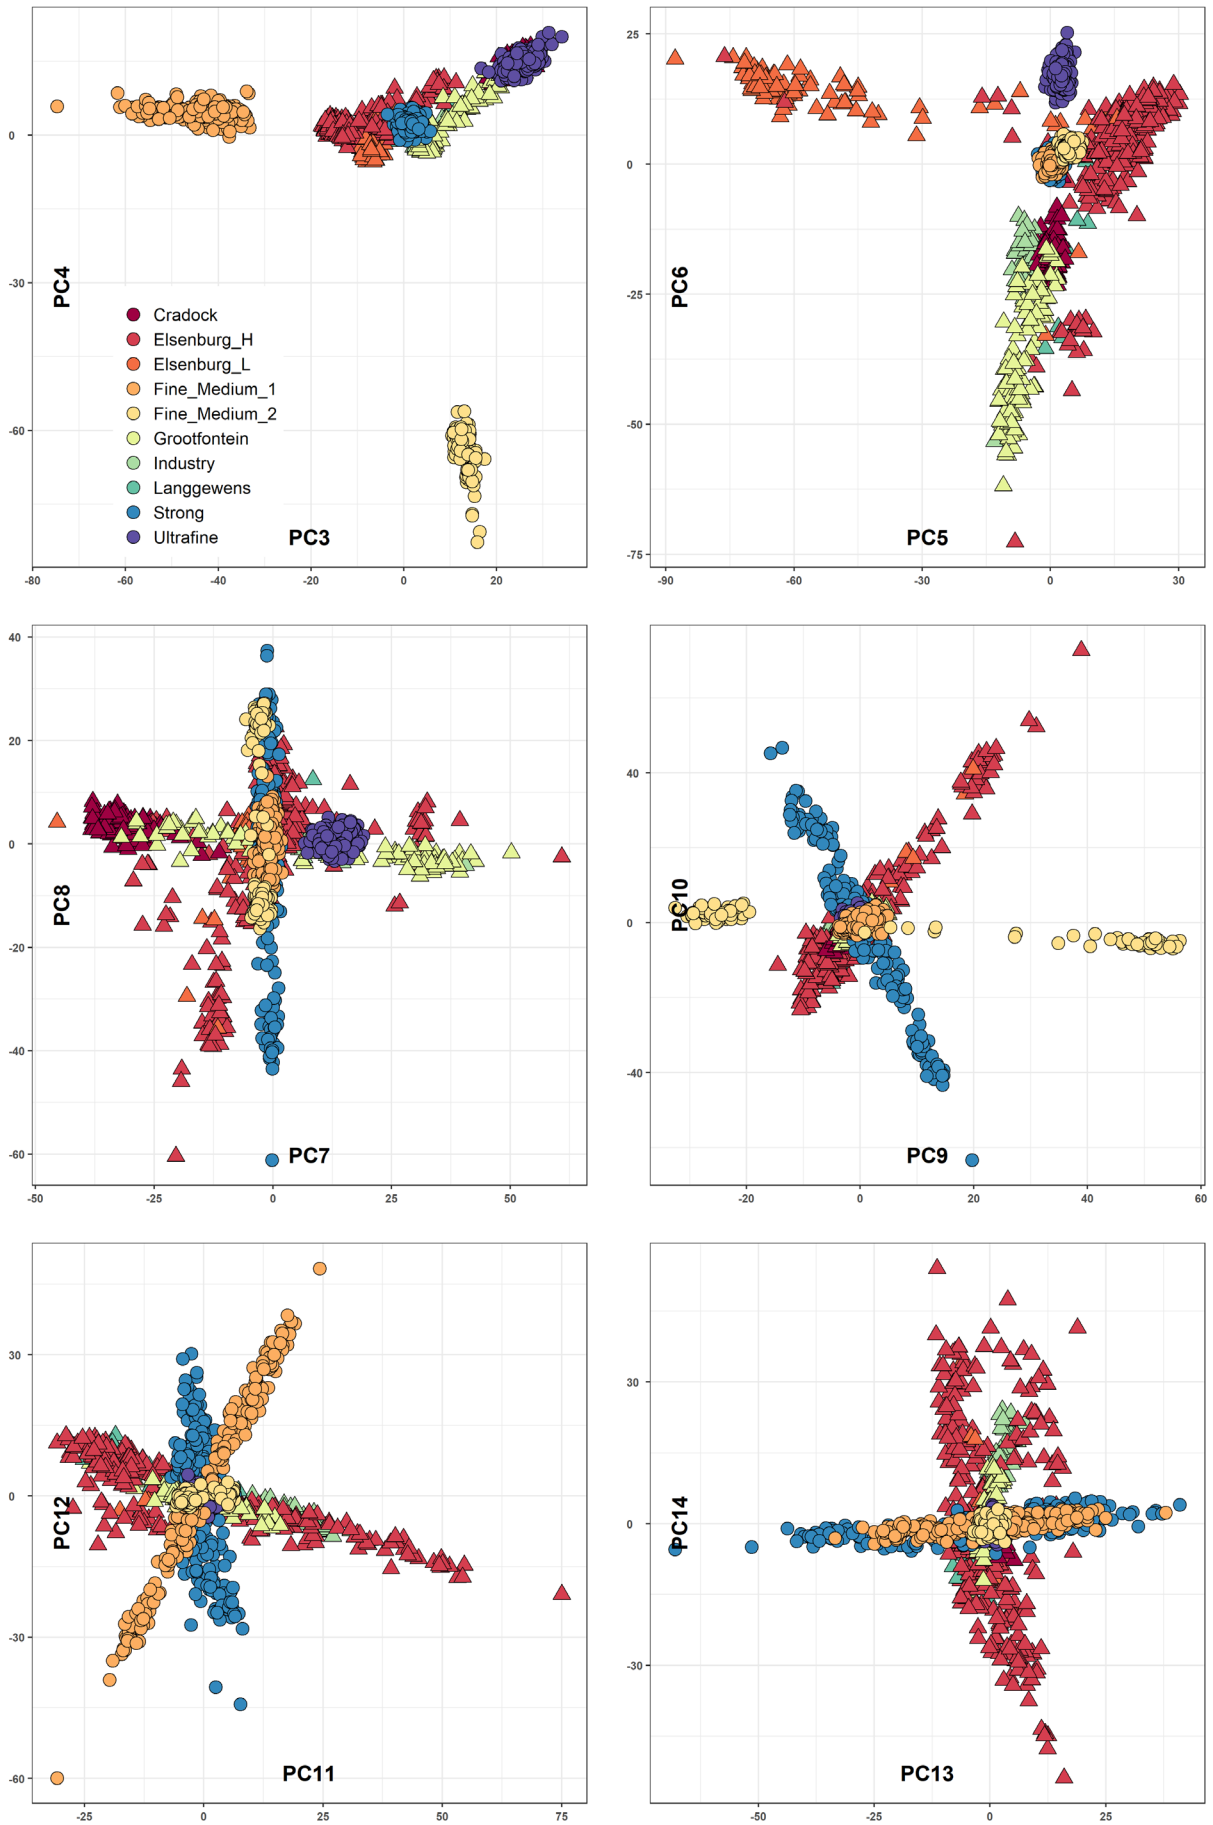 0
-30
-60
PC4
Cradock
Elsenburg_H
Elsenburg_L
Fine_Medium_1
Fine_Medium_2
Grootfontein
Industry
Langgewens
Strong
Ultrafine
PC3
-80 -60 -40 -20 0 20
25
0
-25
-50
-75
PC6
PC5
-90 -60 -30 0 30
40
20
0
-20
-40
-60
PC8
PC7
-50 -25 0 25 50
40
0
-40
PC10
PC9
-20 0 20 40 60
30
0
-30
-60
PC12
PC11
-25 0 25 50 75
30
0
-30
PC14
PC13
-50 -25 0 25